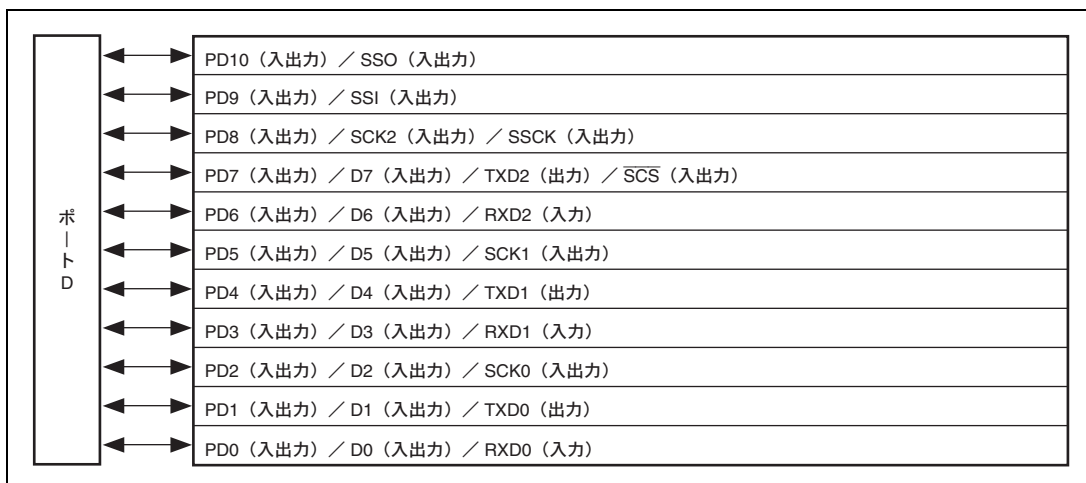 ポートD
PD10（入出力）／ SSO（入出力）
PD9（入出力）／ SSI（入出力）
PD8（入出力）／ SCK2（入出力）／ SSCK（入出力）
PD7（入出力）／ D7（入出力）／ TXD2（出力）／ S̅C̅S̅（入出力）
PD6（入出力）／ D6（入出力）／ RXD2（入力）
PD5（入出力）／ D5（入出力）／ SCK1（入出力）
PD4（入出力）／ D4（入出力）／ TXD1（出力）
PD3（入出力）／ D3（入出力）／ RXD1（入力）
PD2（入出力）／ D2（入出力）／ SCK0（入出力）
PD1（入出力）／ D1（入出力）／ TXD0（出力）
PD0（入出力）／ D0（入出力）／ RXD0（入力）